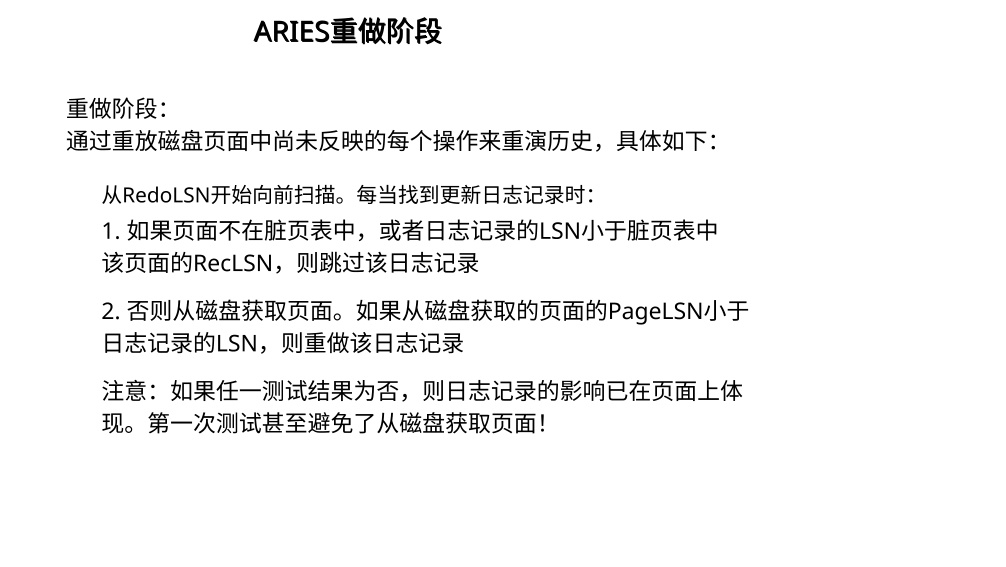 ARIES重做阶段
重做阶段：
通过重放磁盘页面中尚未反映的每个操作来重演历史，具体如下：
从RedoLSN开始向前扫描。每当找到更新日志记录时：
1. 如果页面不在脏页表中，或者日志记录的LSN小于脏页表中
该页面的RecLSN，则跳过该日志记录
2. 否则从磁盘获取页面。如果从磁盘获取的页面的PageLSN小于
日志记录的LSN，则重做该日志记录
注意：如果任一测试结果为否，则日志记录的影响已在页面上体
现。第一次测试甚至避免了从磁盘获取页面！